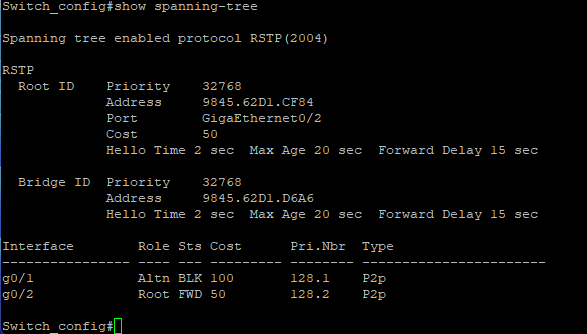 Switch_config#show spanning-tree
Spanning tree enabled protocol RSTP(2004)
RSTP
  Root ID    Priority    32768
             Address     9845.62D1.CF84
             Port        GigaEthernet0/2
             Cost        50
             Hello Time 2 sec  Max Age 20 sec  Forward Delay 15 sec
  Bridge ID  Priority    32768
             Address     9845.62D1.D6A6
             Hello Time 2 sec  Max Age 20 sec  Forward Delay 15 sec
Interface        Role Sts Cost      Pri.Nbr  Type
---------------- ---- --- --------- -------- -----------------------
g0/1             Altn BLK 100       128.1    P2p
g0/2             Root FWD 50        128.2    P2p
Switch_config#